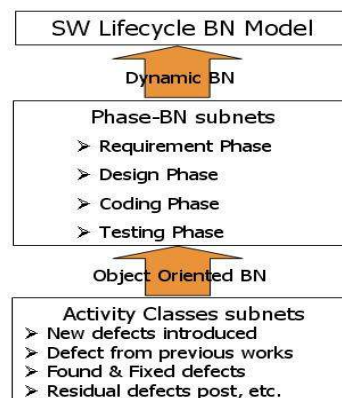 SW Lifecycle BN Model
Dynamic BN
Phase-BN subnets
➢ Requirement Phase
➢ Design Phase
➢ Coding Phase
➢ Testing Phase
Object Oriented BN
Activity Classes subnets
➢ New defects introduced
➢ Defect from previous works
➢ Found & Fixed defects
➢ Residual defects post, etc.